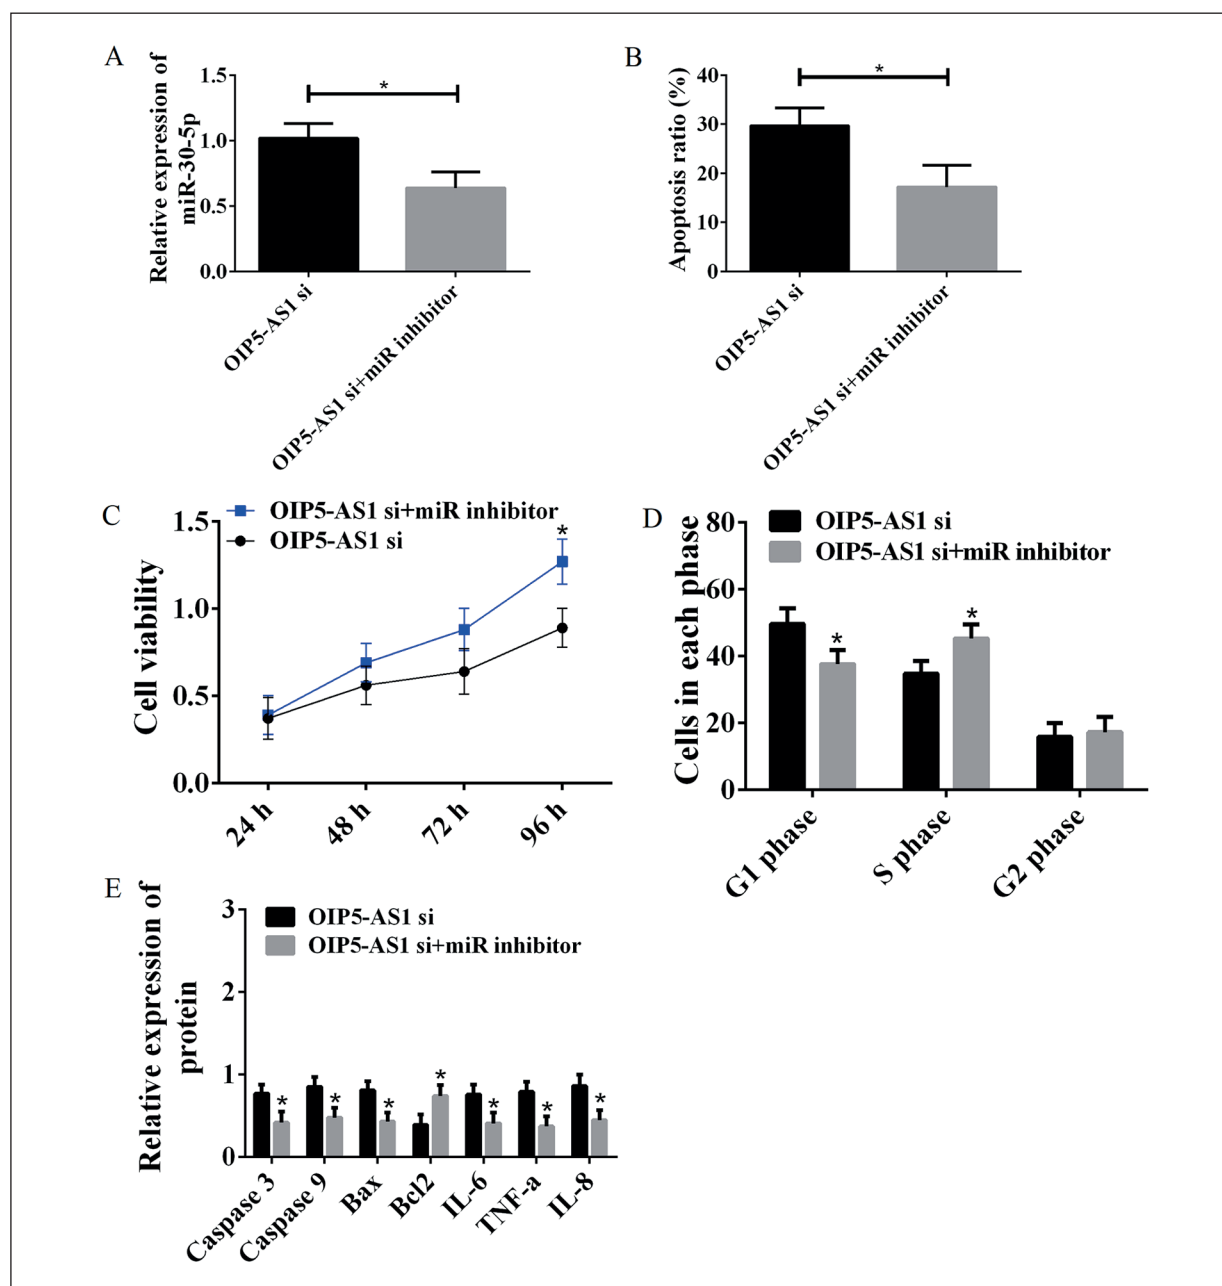 A
Relative expression of
miR-30-5p
1.5
1.0
0.5
0.0
*
OIP5-AS1 si
OIP5-AS1 si+miR inhibitor
B
Apoptosis ratio (%)
40
30
20
10
0
*
OIP5-AS1 si
OIP5-AS1 si+miR inhibitor
C
Cell viability
1.5
1.0
0.5
0.0
OIP5-AS1 si+miR inhibitor
OIP5-AS1 si
*
24 h
48 h
72 h
96 h
D
Cells in each phase
80
60
40
20
0
OIP5-AS1 si
OIP5-AS1 si+miR inhibitor
*
*
G1 phase
S phase
G2 phase
E
Relative expression of
protein
3
2
1
0
OIP5-AS1 si
OIP5-AS1 si+miR inhibitor
* * * * * * *
Caspase 3
Caspase 9
Bax
Bcl2
IL-6
TNF-a
IL-8